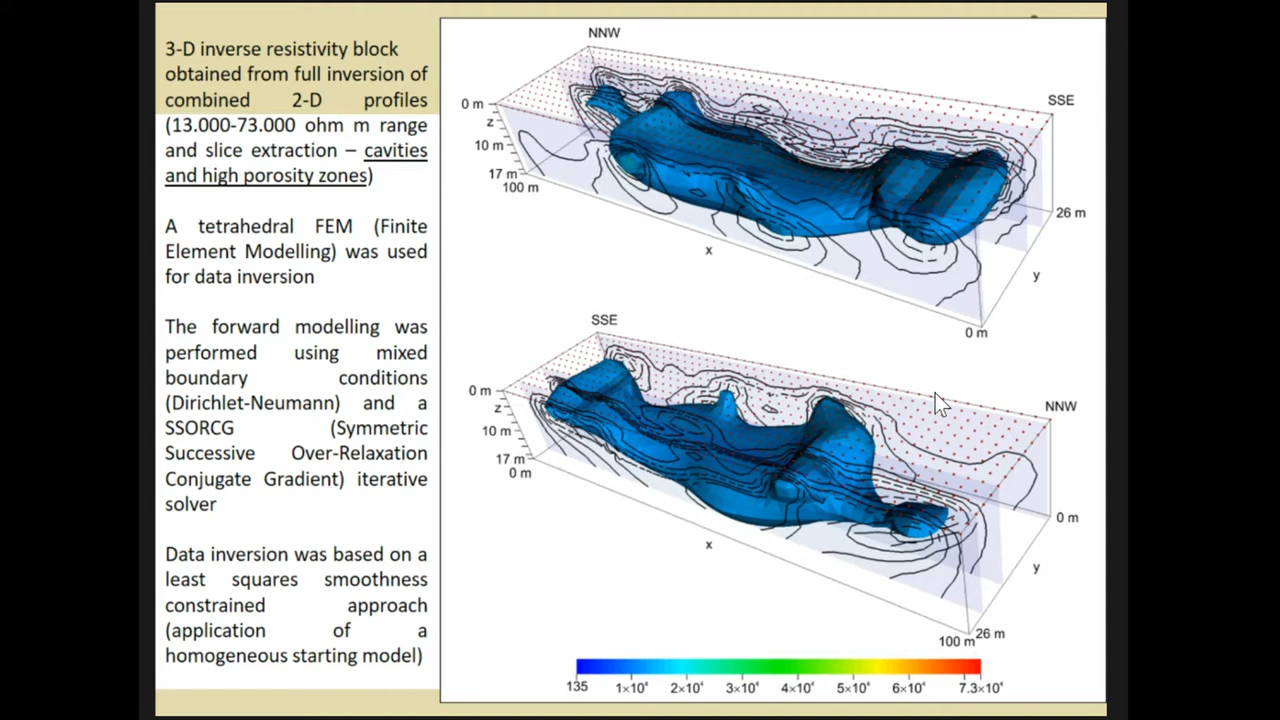 3-D inverse resistivity block
obtained from full inversion of
combined 2-D profiles
(13.000-73.000 ohm m range
and slice extraction – cavities
and high porosity zones)
A tetrahedral FEM (Finite
Element Modelling) was used
for data inversion
The forward modelling was
performed using mixed
boundary conditions
(Dirichlet-Neumann) and a
SSORCG (Symmetric
Successive Over-Relaxation
Conjugate Gradient) iterative
solver
Data inversion was based on a
least squares smoothness
constrained approach
(application of a
homogeneous starting model)
NNW
SSE
0 m
z
10 m
17 m
100 m
x
26 m
y
0 m
SSE
NNW
0 m
z
10 m
17 m
0 m
x
0 m
y
100 m
26 m
135 1×10⁴ 2×10⁴ 3×10⁴ 4×10⁴ 5×10⁴ 6×10⁴ 7.3×10⁴